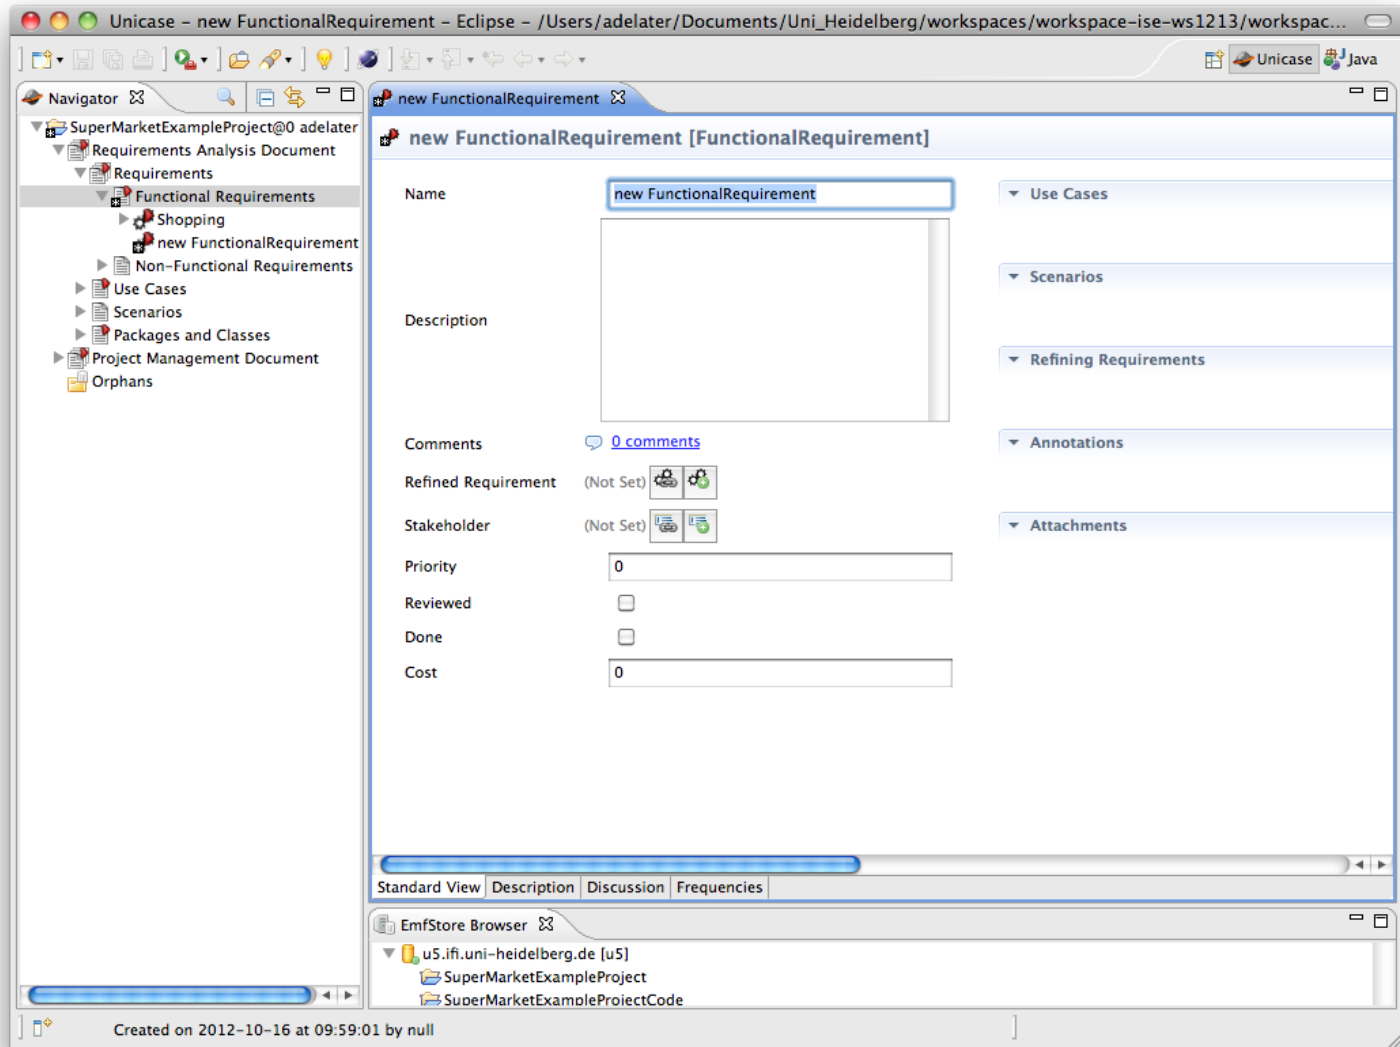 Unicase – new FunctionalRequirement – Eclipse – /Users/adelater/Documents/Uni_Heidelberg/workspaces/workspace-ise-ws1213/workspac...
Unicase Java
Navigator
SuperMarketExampleProject@0 adelater
Requirements Analysis Document
Requirements
Functional Requirements
Shopping
new FunctionalRequirement
Non-Functional Requirements
Use Cases
Scenarios
Packages and Classes
Project Management Document
Orphans
new FunctionalRequirement
new FunctionalRequirement [FunctionalRequirement]
Name new FunctionalRequirement
Description
Comments 0 comments
Refined Requirement (Not Set)
Stakeholder (Not Set)
Priority 0
Reviewed
Done
Cost 0
Use Cases
Scenarios
Refining Requirements
Annotations
Attachments
Standard View Description Discussion Frequencies
EmfStore Browser
u5.ifi.uni-heidelberg.de [u5]
SuperMarketExampleProject
SuperMarketExampleProjectCode
Created on 2012-10-16 at 09:59:01 by null